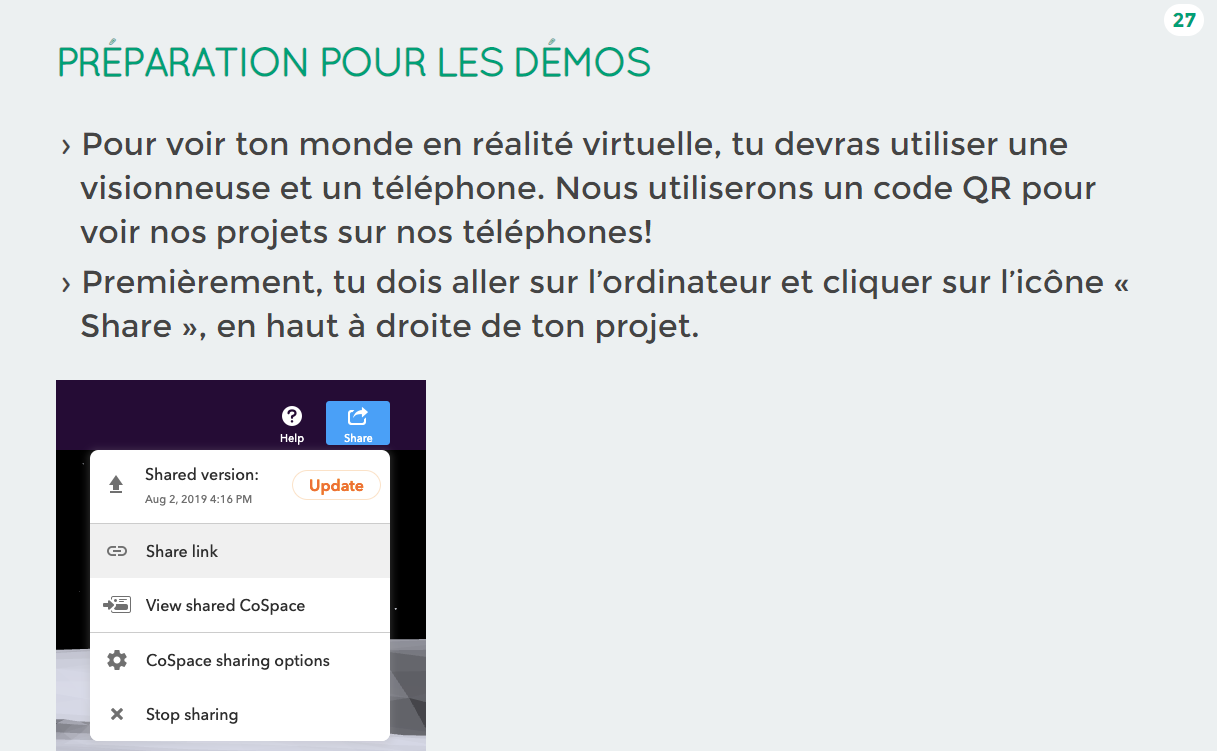 27
PRÉPARATION POUR LES DÉMOS
› Pour voir ton monde en réalité virtuelle, tu devras utiliser une
visionneuse et un téléphone. Nous utiliserons un code QR pour
voir nos projets sur nos téléphones!
› Premièrement, tu dois aller sur l’ordinateur et cliquer sur l’icône «
Share », en haut à droite de ton projet.
Help
Share
Shared version:
Update
Aug 2, 2019 4:16 PM
Share link
View shared CoSpace
CoSpace sharing options
Stop sharing